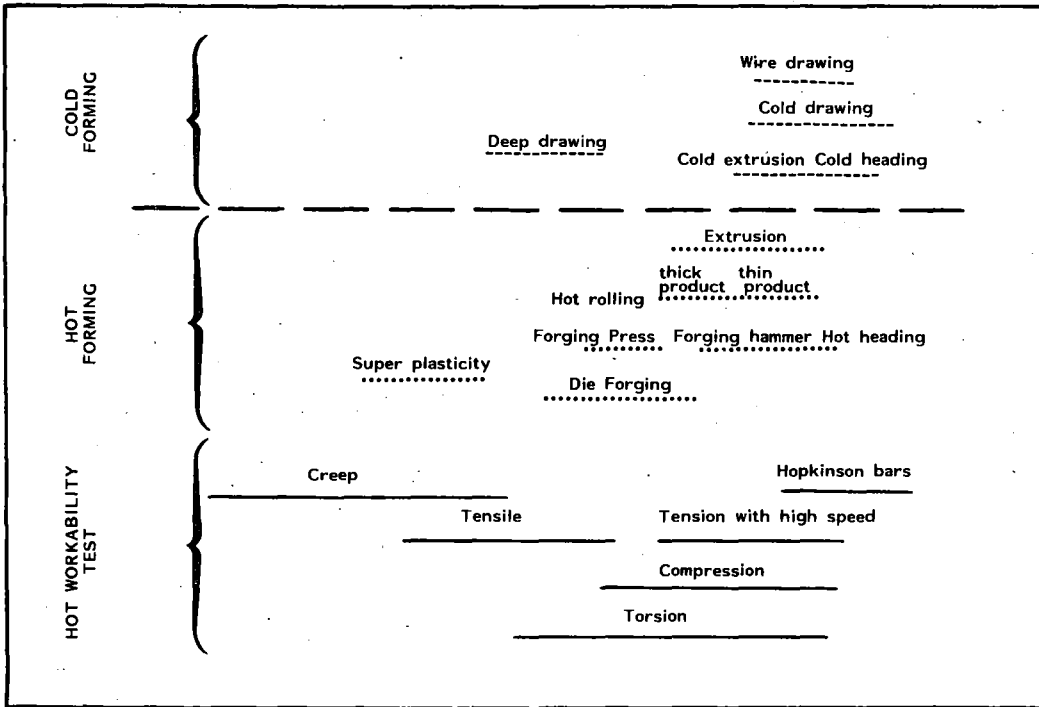 COLD
FORMING
Wire drawing
Cold drawing
Deep drawing
Cold extrusion Cold heading
HOT
FORMING
Extrusion
thick thin
product product
Hot rolling
Forging Press Forging hammer Hot heading
Super plasticity
Die Forging
HOT WORKABILITY
TEST
Creep
Hopkinson bars
Tensile
Tension with high speed
Compression
Torsion